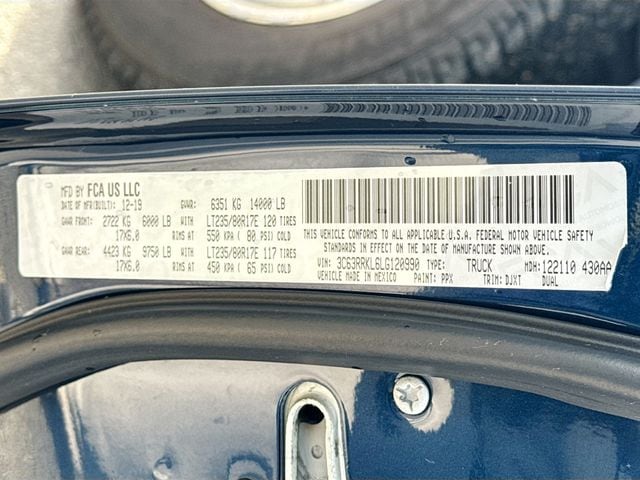 MFD BY FCA US LLC
DATE OF MFR(BUILT): 12-19 GVWR: 6351 KG 14000 LB
GAWR FRONT: 2722 KG 6000 LB WITH LT235/80R17E 120 TIRES
17X6.0 RIMS AT 550 KPA ( 80 PSI) COLD
GAWR REAR: 4423 KG 9750 LB WITH LT235/80R17E 117 TIRES
17X6.0 RIMS AT 450 KPA ( 65 PSI) COLD
THIS VEHICLE CONFORMS TO ALL APPLICABLE U.S.A. FEDERAL MOTOR VEHICLE SAFETY
STANDARDS IN EFFECT ON THE DATE OF MANUFACTURE SHOWN ABOVE.
VIN: 3C63RRKL6LG120990 TYPE: TRUCK MDH: 122110 430AA
VEHICLE MADE IN MEXICO PAINT: PPX TRIM: DJXT DUAL